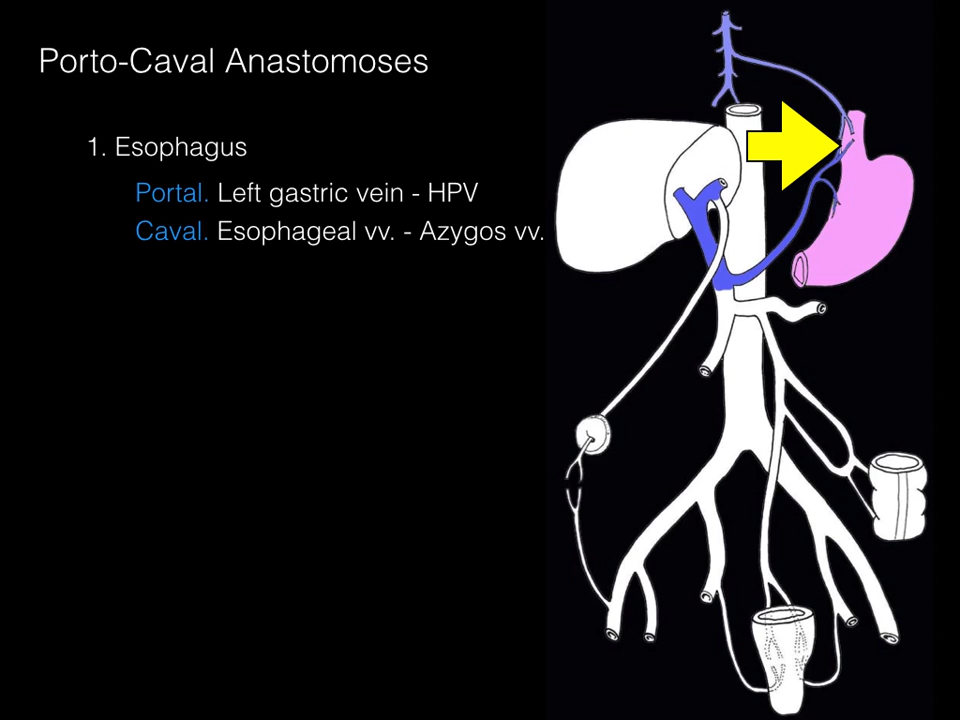 Porto-Caval Anastomoses
1. Esophagus
Portal. Left gastric vein - HPV
Caval. Esophageal vv. - Azygos vv.